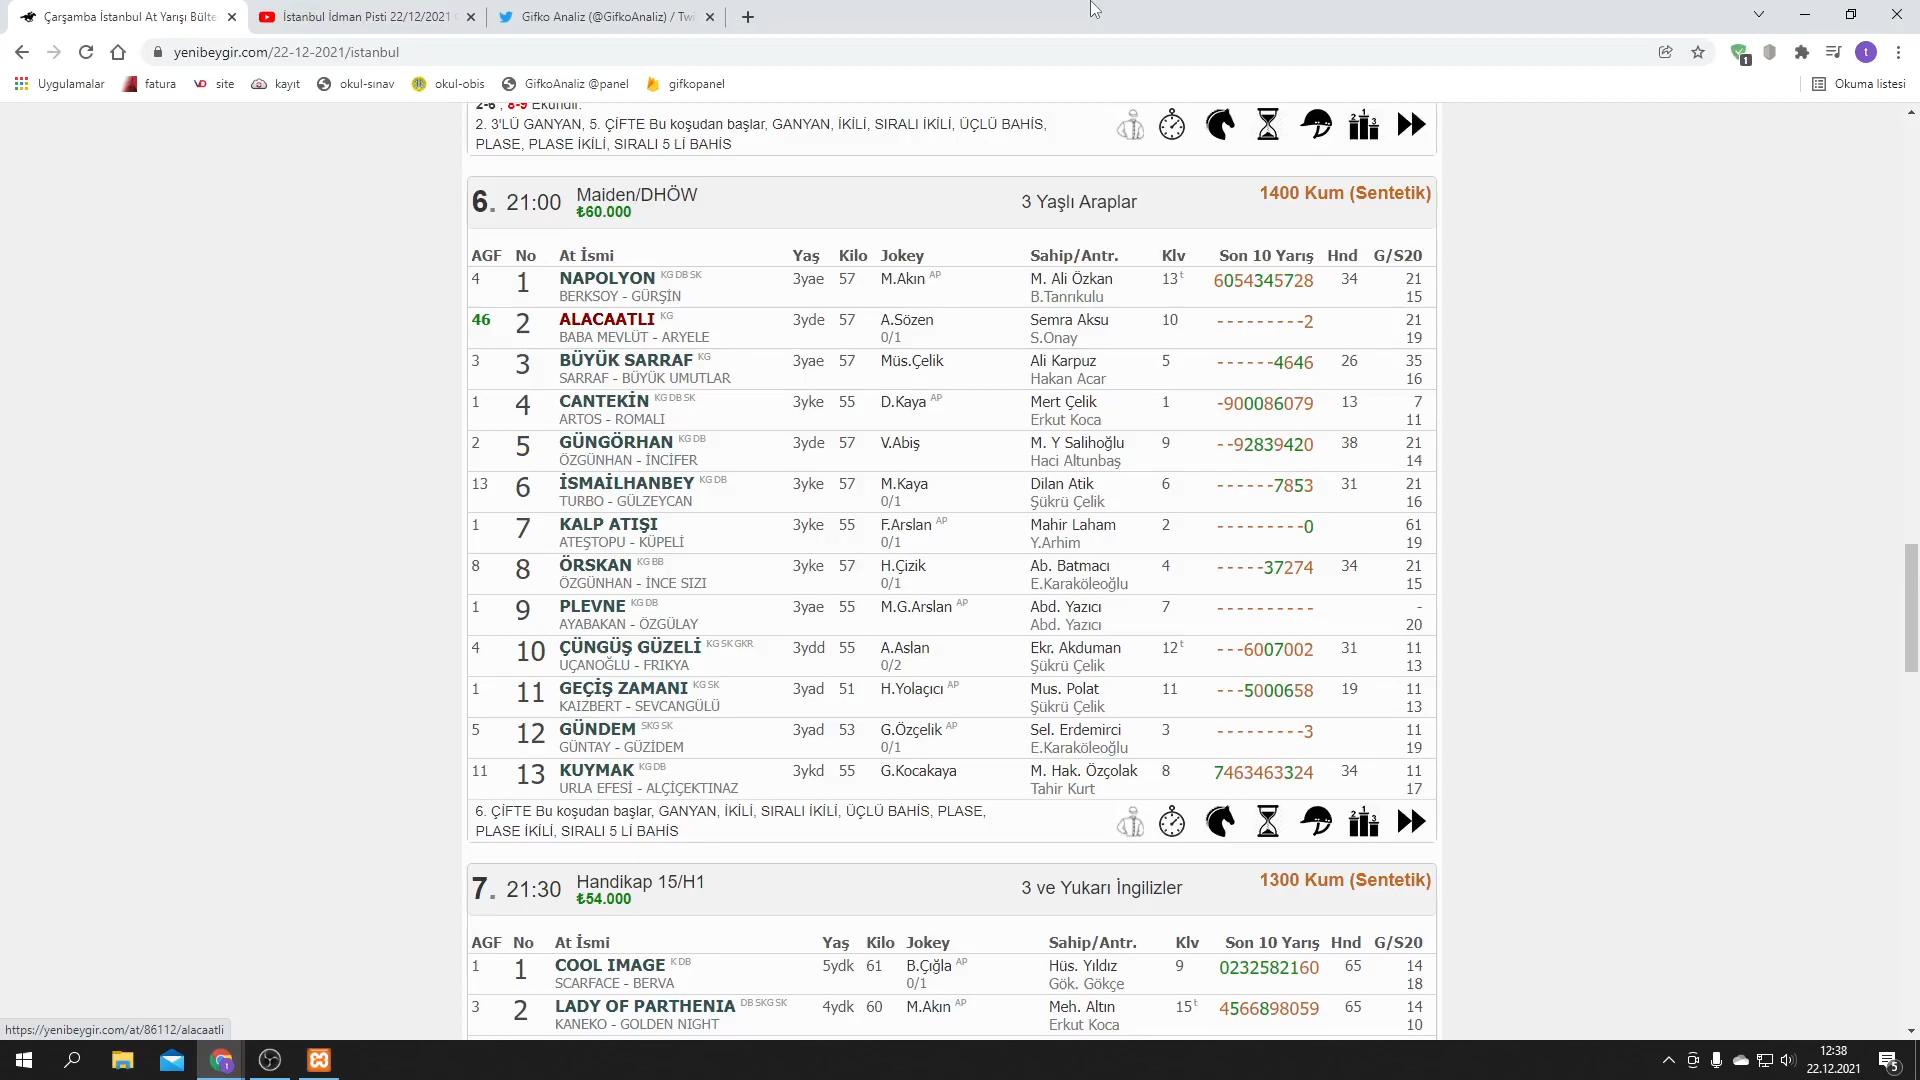 Çarşamba İstanbul At Yarışı Bülte
İstanbul İdman Pisti 22/12/2021
Gifko Analiz (@GifkoAnaliz) / Twi
yenibeygir.com/22-12-2021/istanbul
1
t
Uygulamalar fatura VD site kayıt okul-sınav okul-obis GifkoAnaliz @panel gifkopanel Okuma listesi
2-6 , 8-9 Eküridir.
2. 3'LÜ GANYAN, 5. ÇİFTE Bu koşudan başlar, GANYAN, İKİLİ, SIRALI İKİLİ, ÜÇLÜ BAHİS,
PLASE, PLASE İKİLİ, SIRALI 5 Lİ BAHİS
6. 21:00 Maiden/DHÖW 3 Yaşlı Araplar 1400 Kum (Sentetik)
₺60.000
AGF No At İsmi Yaş Kilo Jokey Sahip/Antr. Klv Son 10 Yarış Hnd G/S20
4 1 NAPOLYON KG DB SK 3yae 57 M.Akın AP M. Ali Özkan 13 t 6054345728 34 21
BERKSOY - GÜRŞİN B.Tanrıkulu 15
46 2 ALACAATLI KG 3yde 57 A.Sözen Semra Aksu 10 ---------2 21
BABA MEVLÜT - ARYELE 0/1 S.Onay 19
3 3 BÜYÜK SARRAF KG 3yae 57 Müs.Çelik Ali Karpuz 5 ------4646 26 35
SARRAF - BÜYÜK UMUTLAR Hakan Acar 16
1 4 CANTEKİN KG DB SK 3yke 55 D.Kaya AP Mert Çelik 1 -900086079 13 7
ARTOS - ROMALI Erkut Koca 11
2 5 GÜNGÖRHAN KG DB 3yde 57 V.Abiş M. Y Salihoğlu 9 --92839420 38 21
ÖZGÜNHAN - İNCİFER Haci Altunbaş 14
13 6 İSMAİLHANBEY KG DB 3yke 57 M.Kaya Dilan Atik 6 ------7853 31 21
TURBO - GÜLZEYCAN 0/1 Şükrü Çelik 16
1 7 KALP ATIŞI 3yke 55 F.Arslan AP Mahir Laham 2 ---------0 61
ATEŞTOPU - KÜPELİ 0/1 Y.Arhim 19
8 8 ÖRSKAN KG BB 3yke 57 H.Çizik Ab. Batmacı 4 -----37274 34 21
ÖZGÜNHAN - İNCE SIZI 0/1 E.Karaköleoğlu 15
1 9 PLEVNE KG DB 3yae 55 M.G.Arslan AP Abd. Yazıcı 7 ---------- -
AYABAKAN - ÖZGÜLAY Abd. Yazıcı 20
4 10 ÇÜNGÜŞ GÜZELİ KG SK GKR 3ydd 55 A.Aslan Ekr. Akduman 12 t ---6007002 31 11
UÇANOĞLU - FRIKYA 0/2 Şükrü Çelik 13
1 11 GEÇİŞ ZAMANI KG SK 3yad 51 H.Yolaçıcı AP Mus. Polat 11 ---5000658 19 11
KAIZBERT - SEVCANGÜLÜ Şükrü Çelik 13
5 12 GÜNDEM SKG SK 3yad 53 G.Özçelik AP Sel. Erdemirci 3 ---------3 11
GÜNTAY - GÜZİDEM 0/1 E.Karaköleoğlu 19
11 13 KUYMAK KG DB 3ykd 55 G.Kocakaya M. Hak. Özçolak 8 7463463324 34 11
URLA EFESİ - ALÇİÇEKTINAZ Tahir Kurt 17
6. ÇİFTE Bu koşudan başlar, GANYAN, İKİLİ, SIRALI İKİLİ, ÜÇLÜ BAHİS, PLASE,
PLASE İKİLİ, SIRALI 5 Lİ BAHİS
7. 21:30 Handikap 15/H1 3 ve Yukarı İngilizler 1300 Kum (Sentetik)
₺54.000
AGF No At İsmi Yaş Kilo Jokey Sahip/Antr. Klv Son 10 Yarış Hnd G/S20
1 1 COOL IMAGE K DB 5ydk 61 B.Çığla AP Hüs. Yıldız 9 0232582160 65 14
SCARFACE - BERVA 0/1 Gök. Gökçe 18
3 2 LADY OF PARTHENIA DB SKG SK 4ydk 60 M.Akın AP Meh. Altın 15 t 4566898059 65 14
KANEKO - GOLDEN NIGHT Erkut Koca 10
https://yenibeygir.com/at/86112/alacaatli
12:38
22.12.2021
5